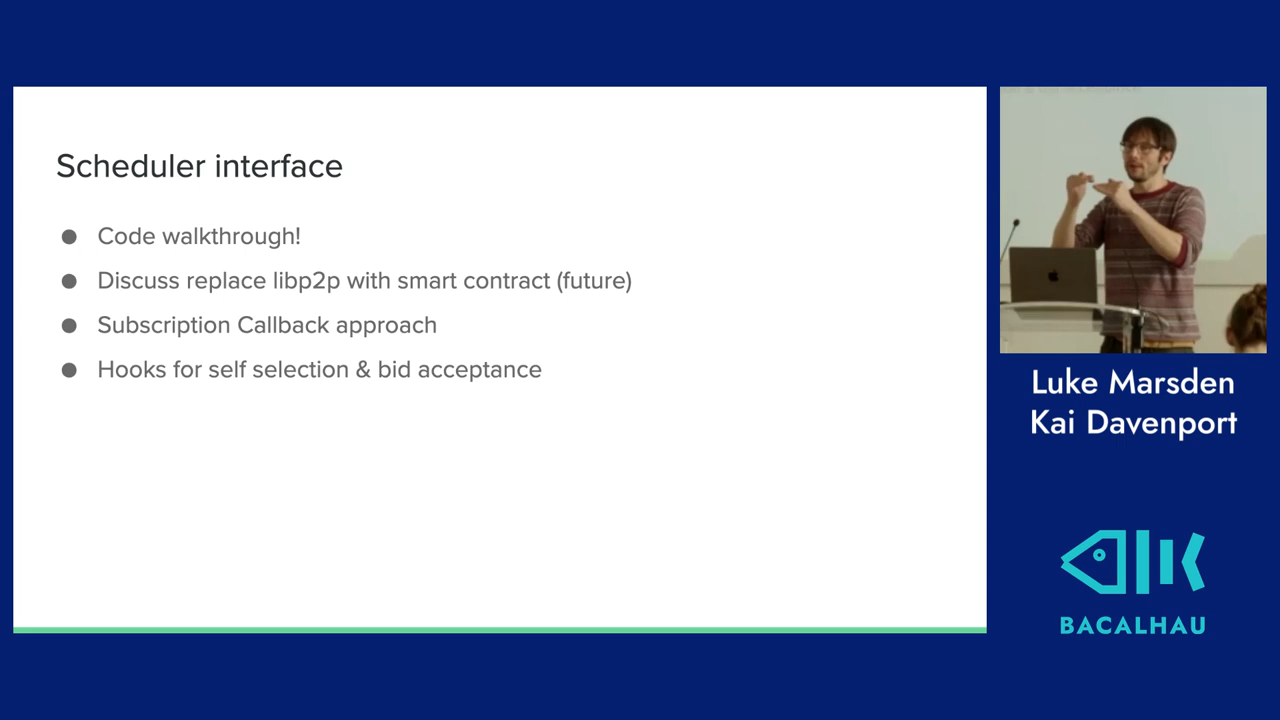 Scheduler interface
Code walkthrough!
Discuss replace libp2p with smart contract (future)
Subscription Callback approach
Hooks for self selection & bid acceptance
Luke Marsden
Kai Davenport
BACALHAU